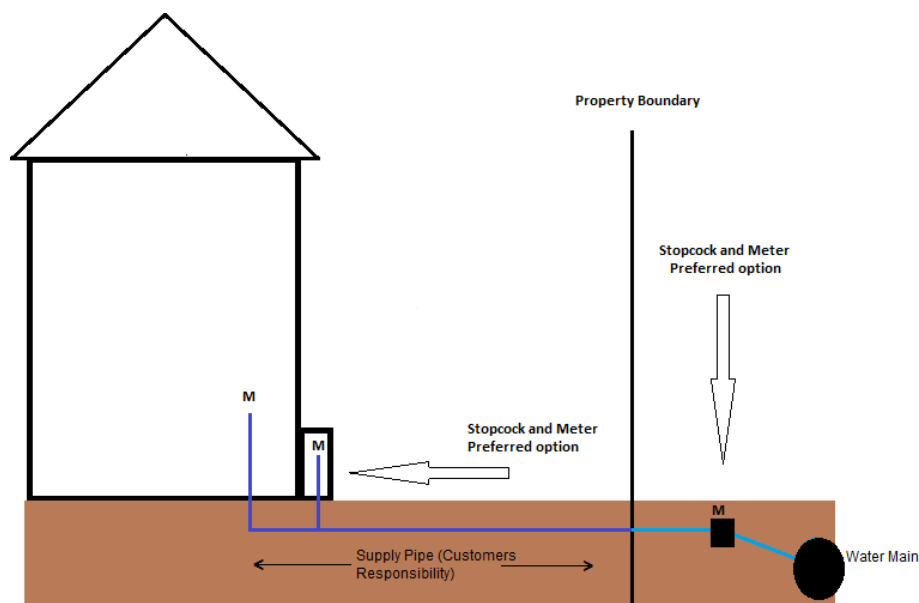 Property Boundary
Stopcock and Meter
Preferred option
M
Stopcock and Meter
Preferred option
M
M
Supply Pipe (Customers
Responsibility)
Water Main